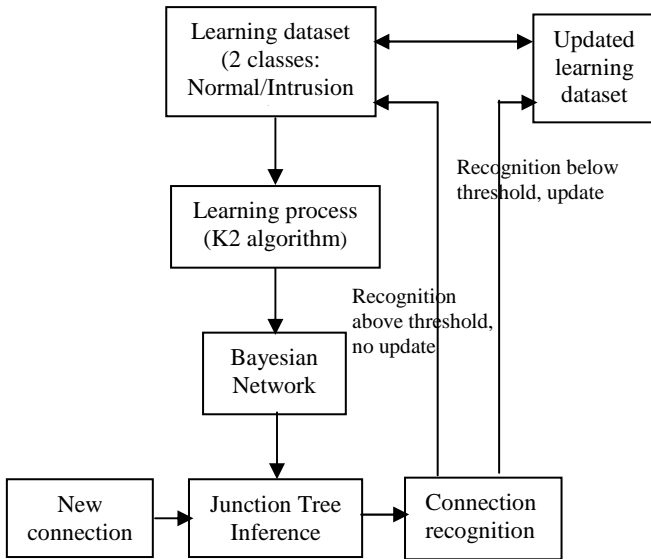 Learning dataset
(2 classes:
Normal/Intrusion
Updated
learning
dataset
Recognition below
threshold, update
Learning process
(K2 algorithm)
Recognition
above threshold,
no update
Bayesian
Network
New
connection
Junction Tree
Inference
Connection
recognition